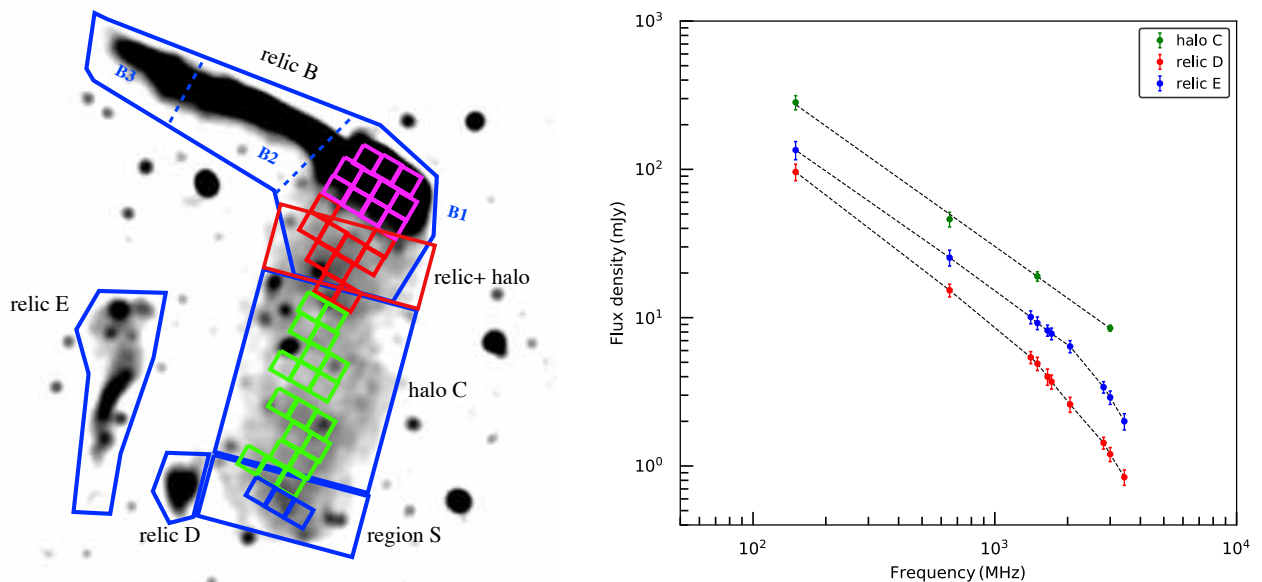 relic B
B3
B2
B1
relic+ halo
relic E
halo C
relic D
region S
10³
10²
10¹
10⁰
Flux density (mJy)
halo C
relic D
relic E
10²
10³
10⁴
Frequency (MHz)